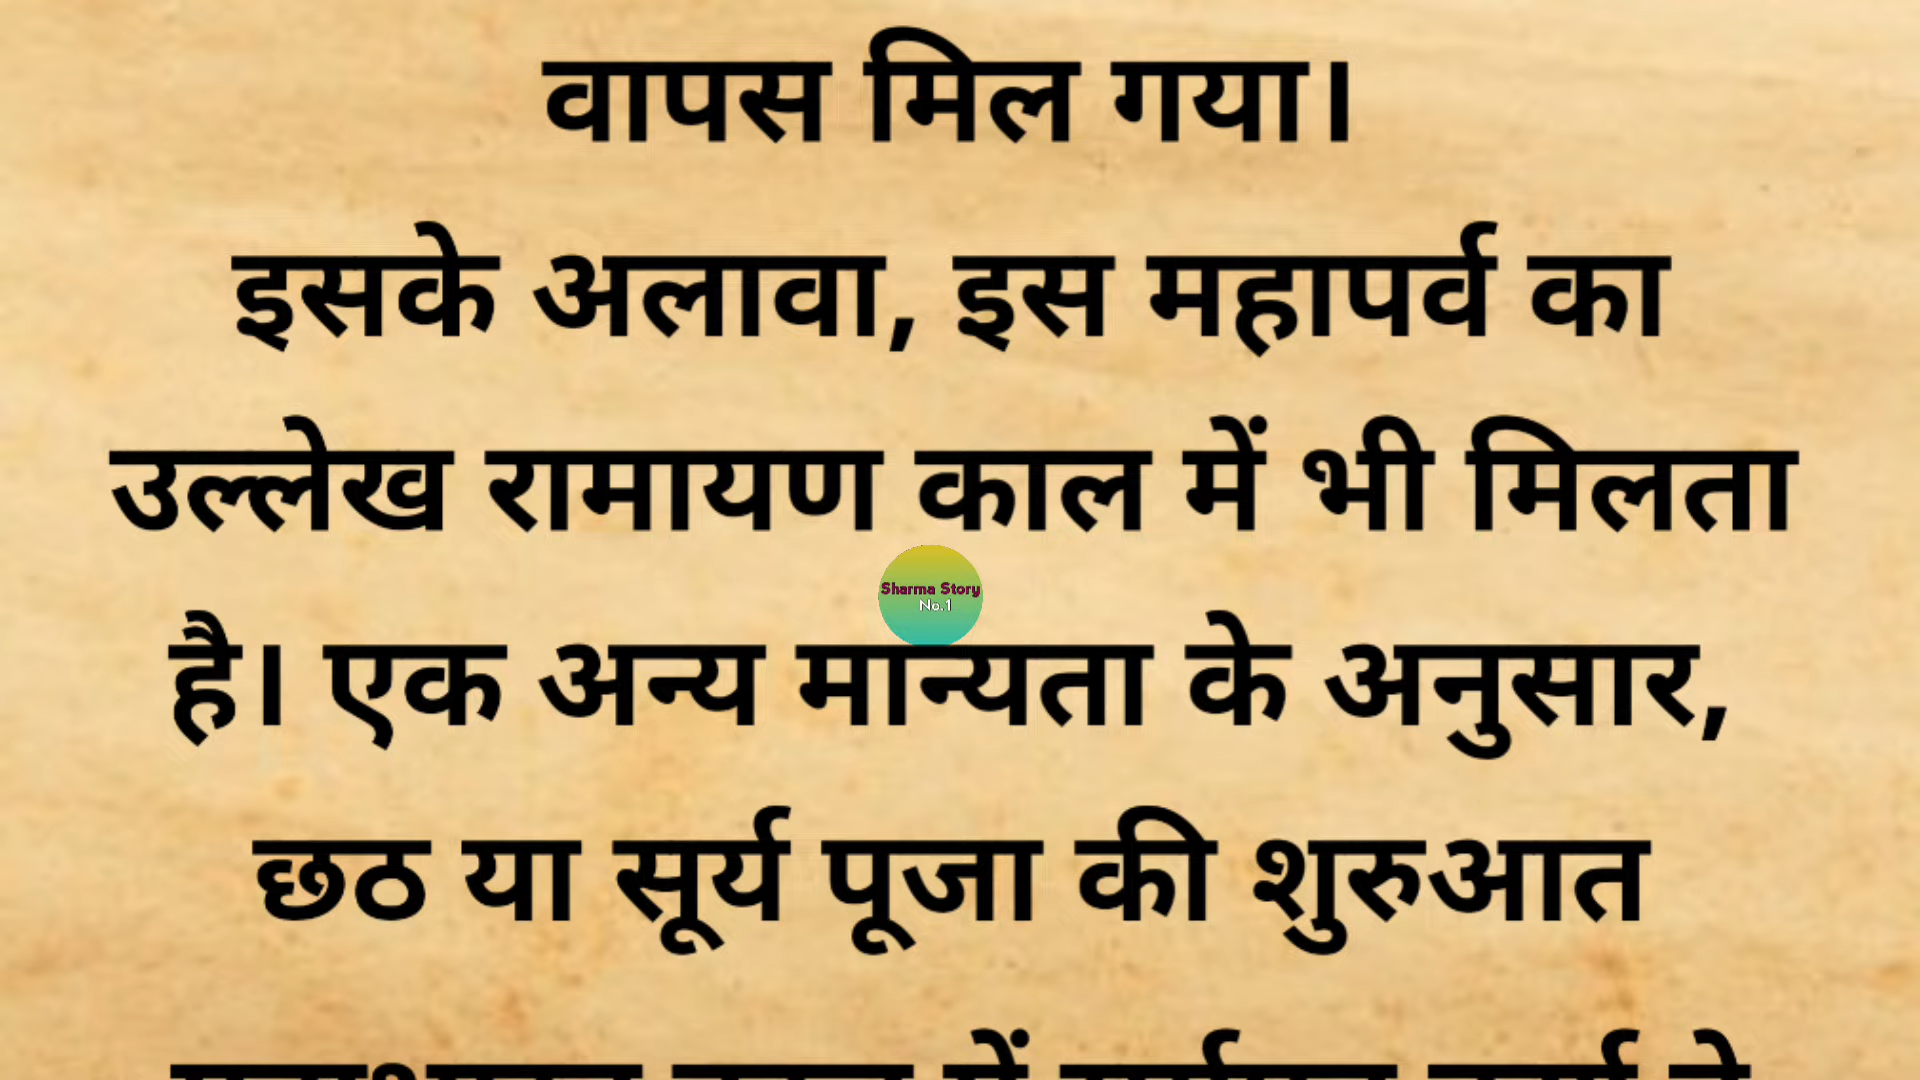 वापस मिल गया।
इसके अलावा, इस महापर्व का
उल्लेख रामायण काल में भी मिलता
Sharma Story
No.1
है। एक अन्य मान्यता के अनुसार,
छठ या सूर्य पूजा की शुरुआत